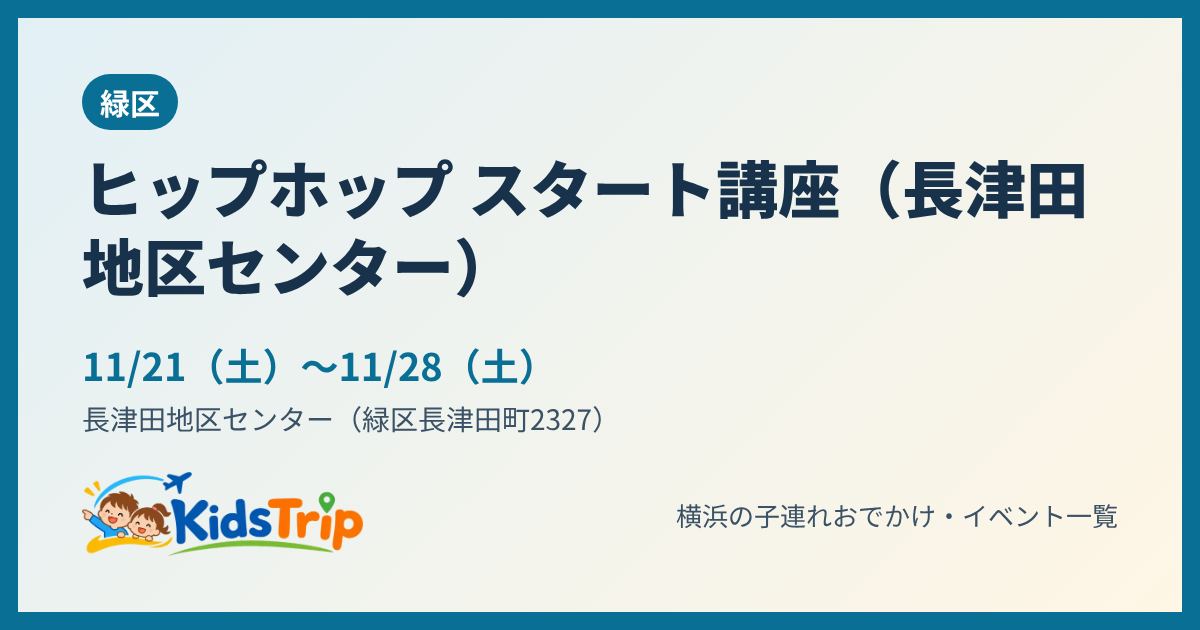 緑区
ヒップホップ スタート講座（長津田
地区センター）
11/21（土）〜11/28（土）
長津田地区センター（緑区長津田町2327）
KidsTrip
横浜の子連れおでかけ・イベント一覧